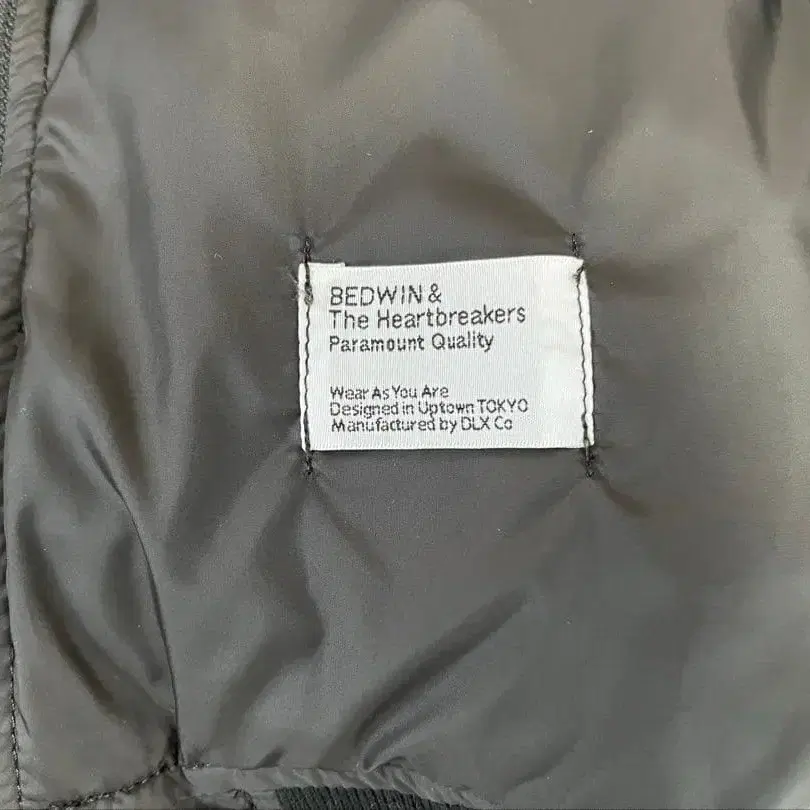 BEDWIN &
The Heartbreakers
Paramount Quality
Wear As You Are
Designed in Uptown TOKYO
Manufactured by DLX Co